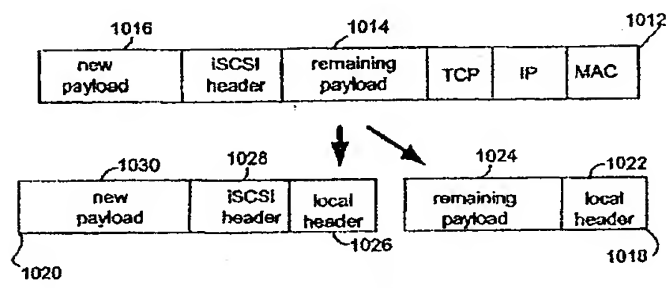 1016
1014
1012
new payload
iSCSI header
remaining payload
TCP
IP
MAC
1030
1028
1024
1022
new payload
iSCSI header
local header
remaining payload
local header
1020
1026
1018